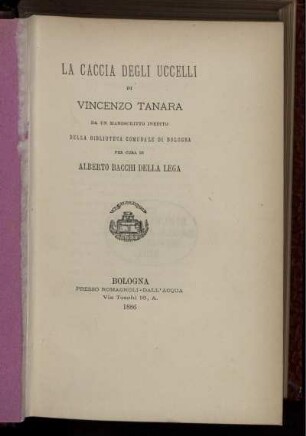 LA CACCIA DEGLI UCCELLI
DI
VINCENZO TANARA
DA UN MANOSCRITTO INEDITO
DELLA BIBLIOTECA COMUNALE DI BOLOGNA
PER CURA DI
ALBERTO BACCHI DELLA LEGA
BOLOGNA
PRESSO ROMAGNOLI-DALL'ACQUA
Via Toschi 16, A.
1886